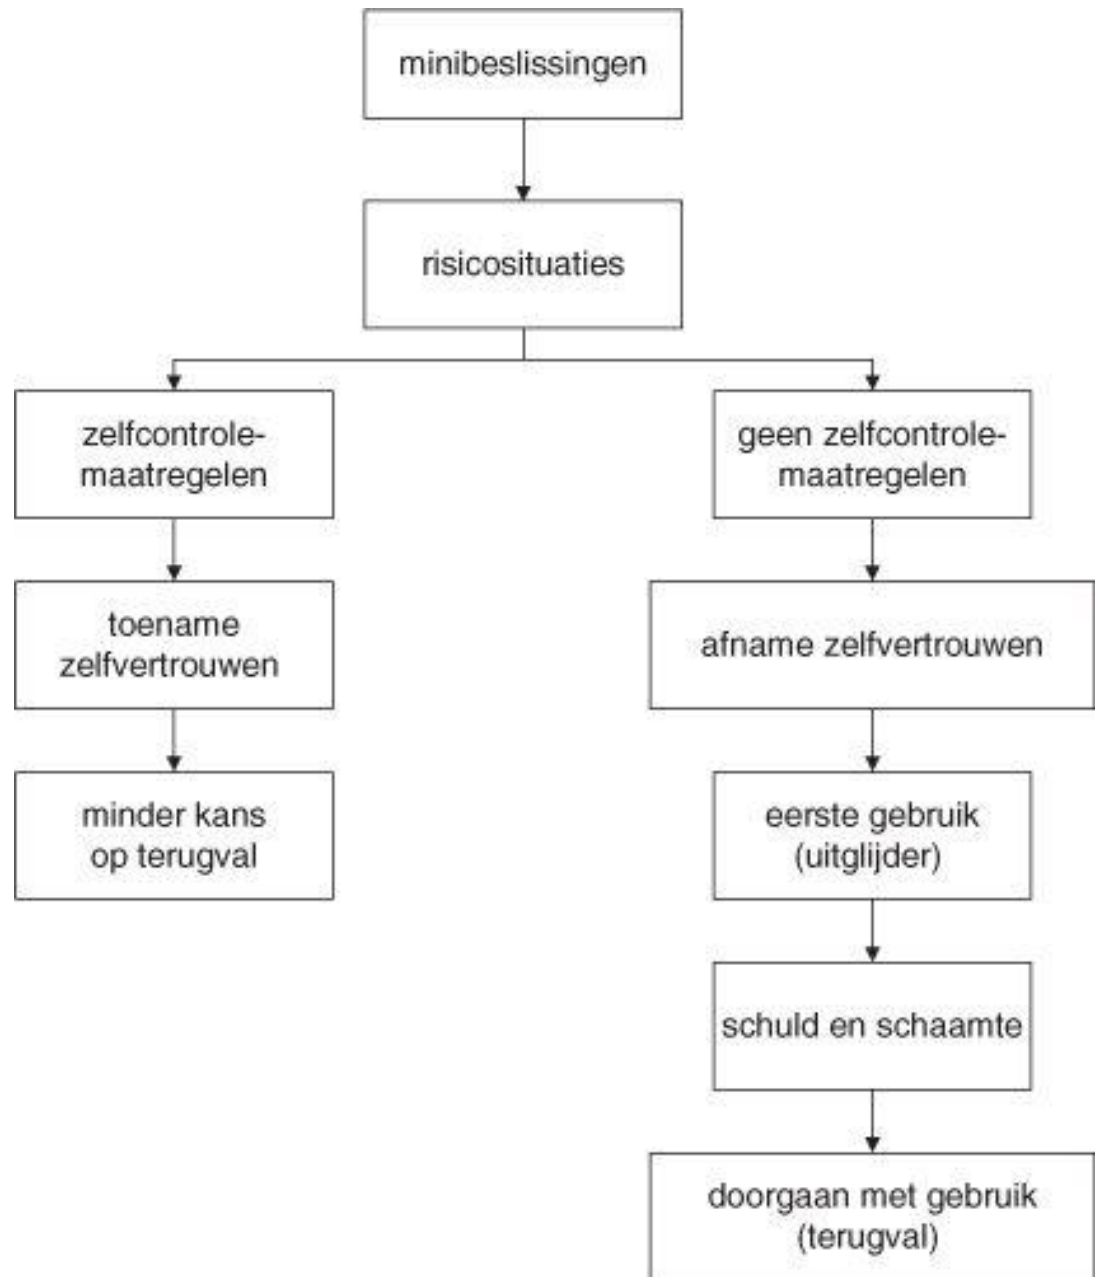 minibeslissingen
risicosituaties
zelfcontrole-
maatregelen
geen zelfcontrole-
maatregelen
toename
zelfvertrouwen
afname zelfvertrouwen
minder kans
op terugval
eerste gebruik
(uitglijder)
schuld en schaamte
doorgaan met gebruik
(terugval)